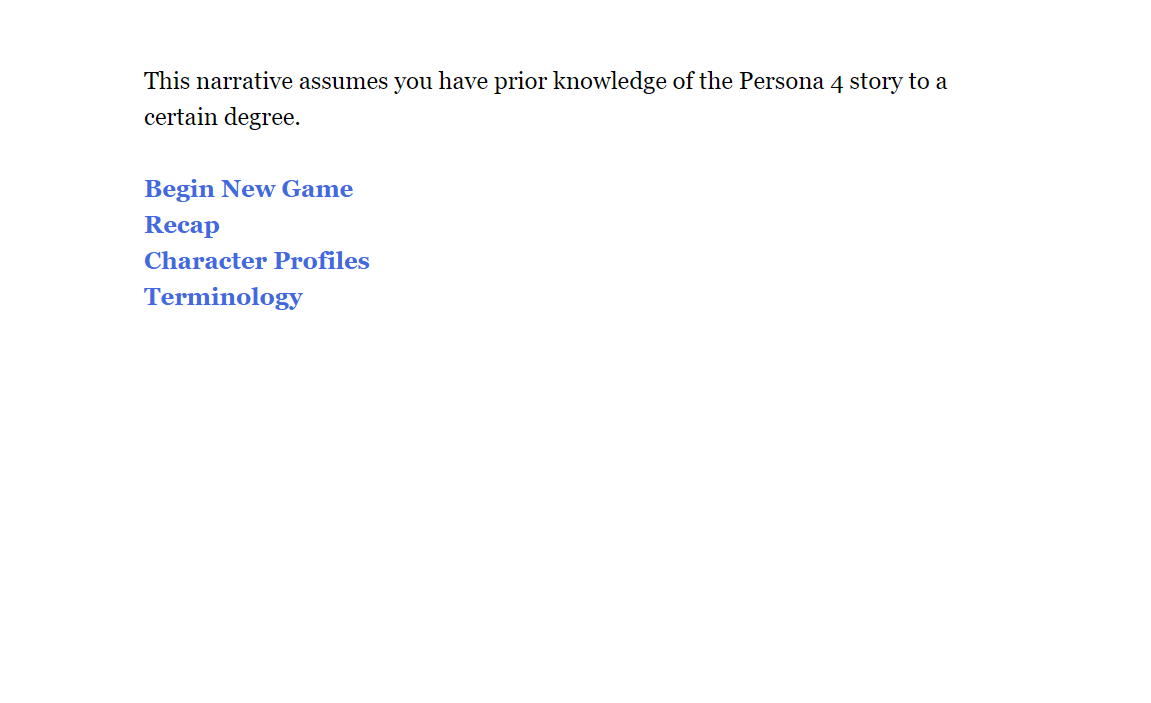 This narrative assumes you have prior knowledge of the Persona 4 story to a
certain degree.
Begin New Game
Recap
Character Profiles
Terminology